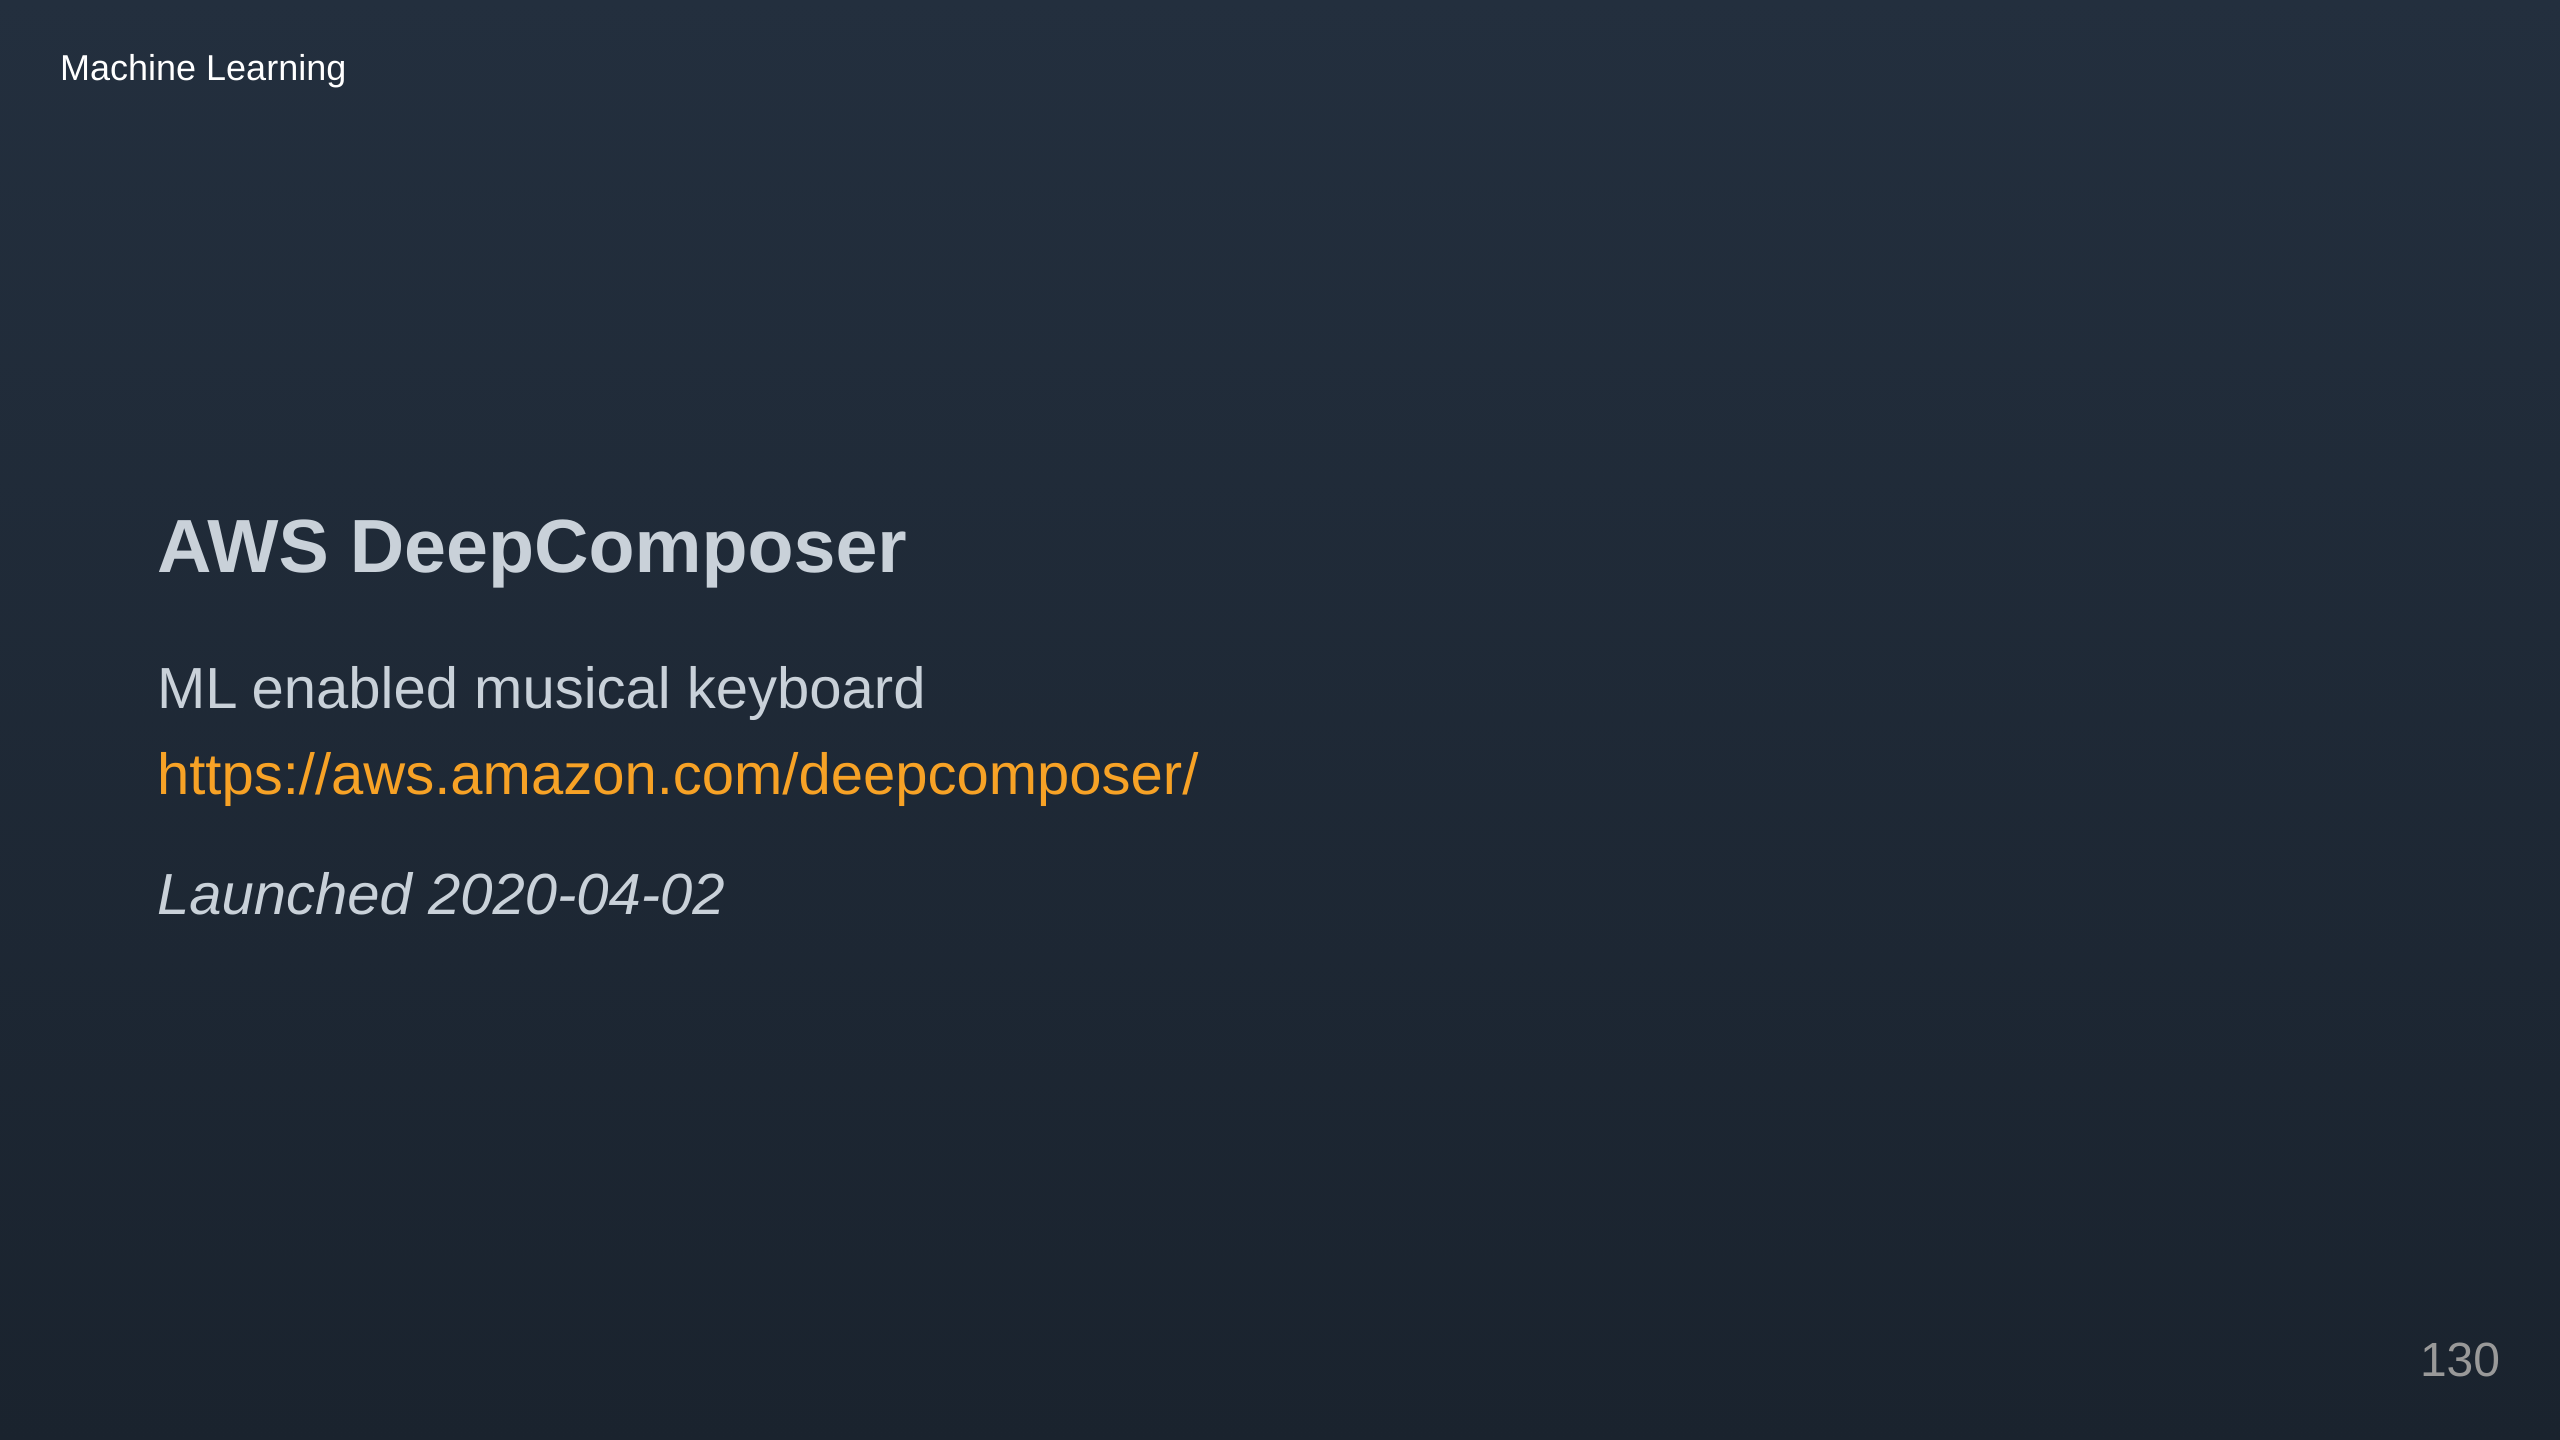 Machine Learning
AWS DeepComposer
ML enabled musical keyboard
https://aws.amazon.com/deepcomposer/
Launched 2020-04-02
130